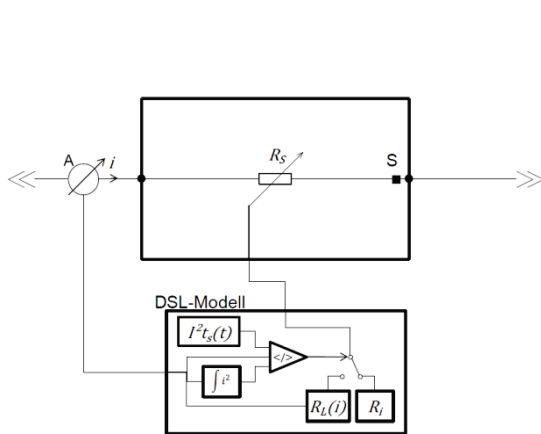 A
i
R_S
S
DSL-Modell
I²t_s(t)
</>
∫ i²
R_L(i)
R_i